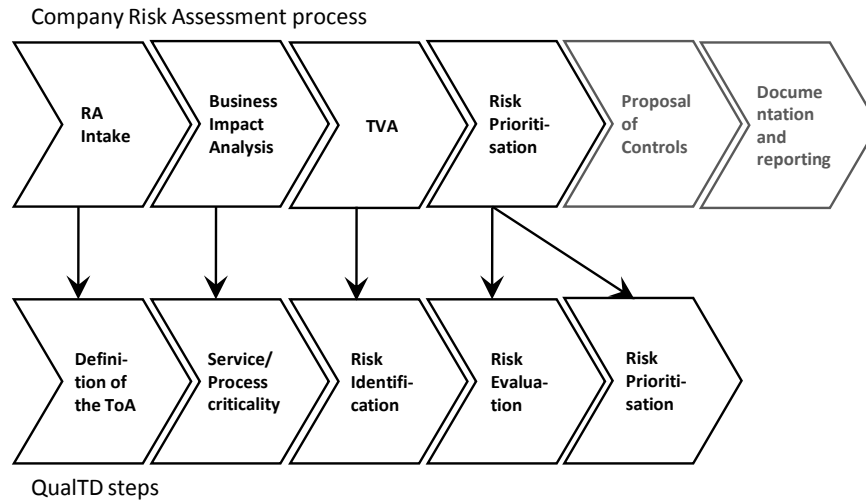 Company Risk Assessment process
RA
Intake
Business
Impact
Analysis
TVA
Risk
Prioriti-
sation
Proposal
of
Controls
Docume
ntation
and
reporting
Defini-
tion of
the ToA
Service/
Process
criticality
Risk
Identifi-
cation
Risk
Evalua-
tion
Risk
Prioriti-
sation
QualTD steps